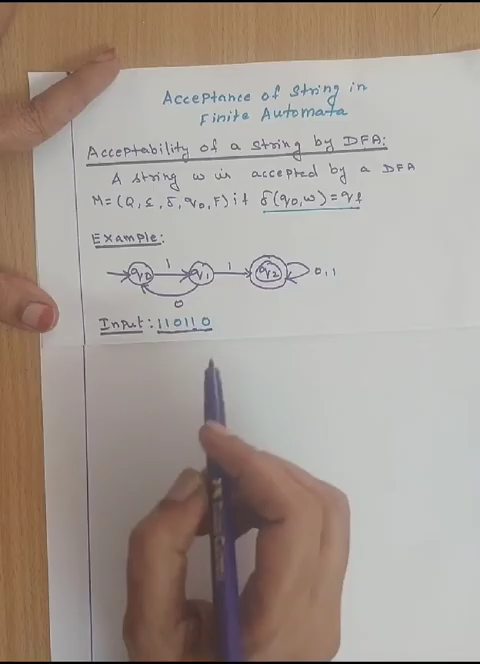 Acceptance of string in
Finite Automata
Acceptability of a string by DFA:
A string w is accepted by a DFA
M=(Q, Σ, δ, q0, F) if δ(q0,w)=qf
Example:
q0 1 q1 1 q2 0,1
0
Input: 110110